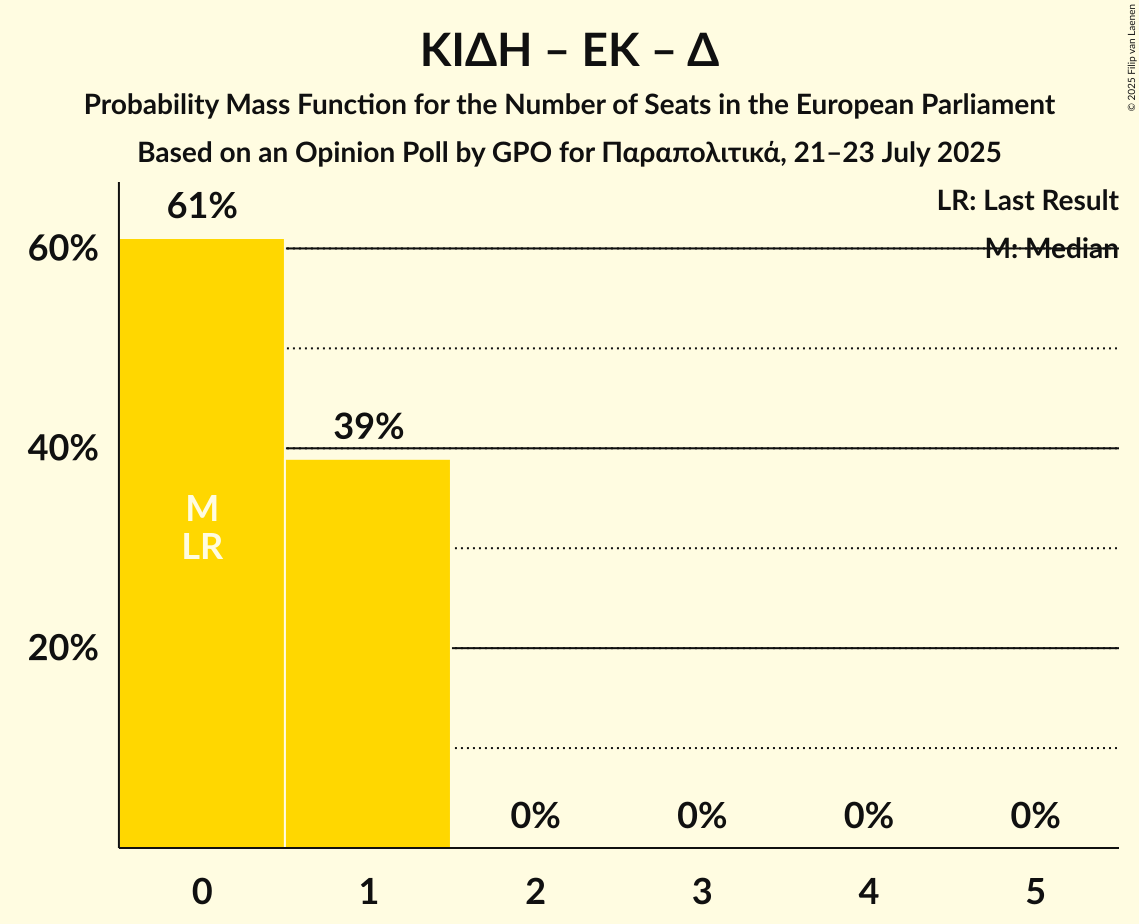 ΚΙΔΗ – ΕΚ – Δ
Probability Mass Function for the Number of Seats in the European Parliament
Based on an Opinion Poll by GPO for Παραπολιτικά, 21–23 July 2025
© 2025 Filip van Laenen
LR: Last Result
M: Median
61%
60%
39%
40%
M
LR
20%
0%
0%
0%
0%
0
1
2
3
4
5